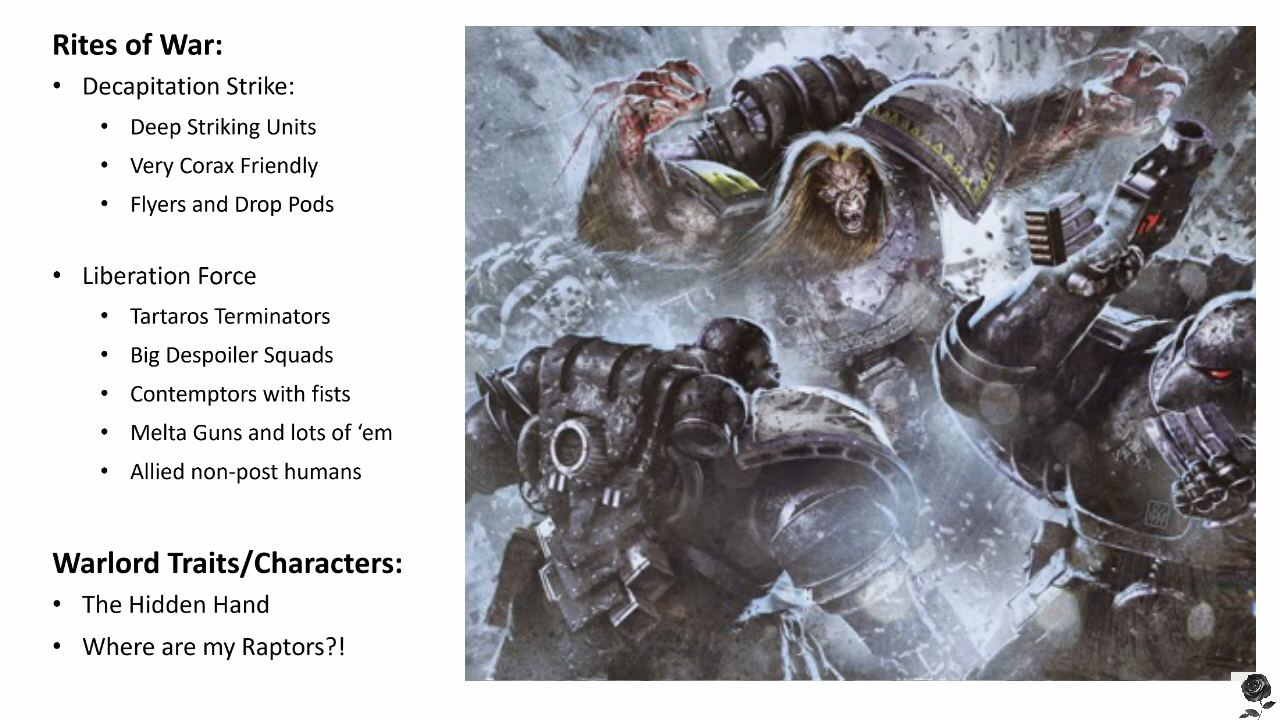 Rites of War:
• Decapitation Strike:
• Deep Striking Units
• Very Corax Friendly
• Flyers and Drop Pods
• Liberation Force
• Tartaros Terminators
• Big Despoiler Squads
• Contemptors with fists
• Melta Guns and lots of ‘em
• Allied non-post humans
Warlord Traits/Characters:
• The Hidden Hand
• Where are my Raptors?!